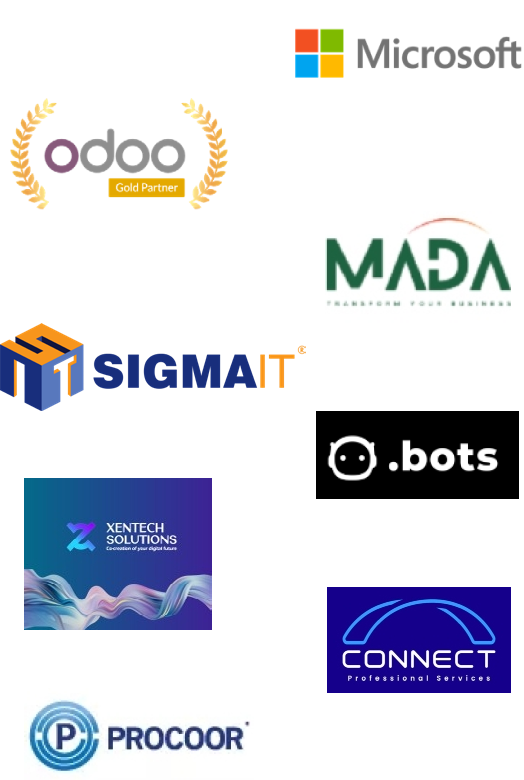 Microsoft
odoo
Gold Partner
MADA
TRANSFORM YOUR BUSINESS
SIGMAIT
.bots
XENTECH
SOLUTIONS
Co-creation of your digital future
CONNECT
Professional Services
P PROCOOR